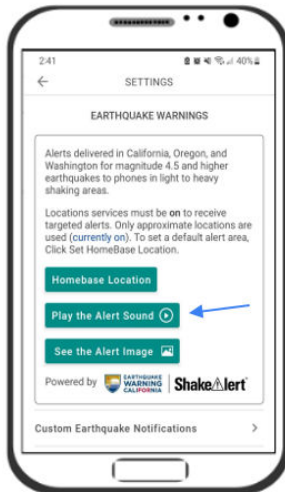 2:41
40%
SETTINGS
EARTHQUAKE WARNINGS
Alerts delivered in California, Oregon, and
Washington for magnitude 4.5 and higher
earthquakes to phones in light to heavy
shaking areas.
Locations services must be on to receive
targeted alerts. Only approximate locations are
used (currently on). To set a default alert area,
Click Set HomeBase Location.
Homebase Location
Play the Alert Sound
See the Alert Image
Powered by
EARTHQUAKE
WARNING
CALIFORNIA
ShakeAlert
Custom Earthquake Notifications